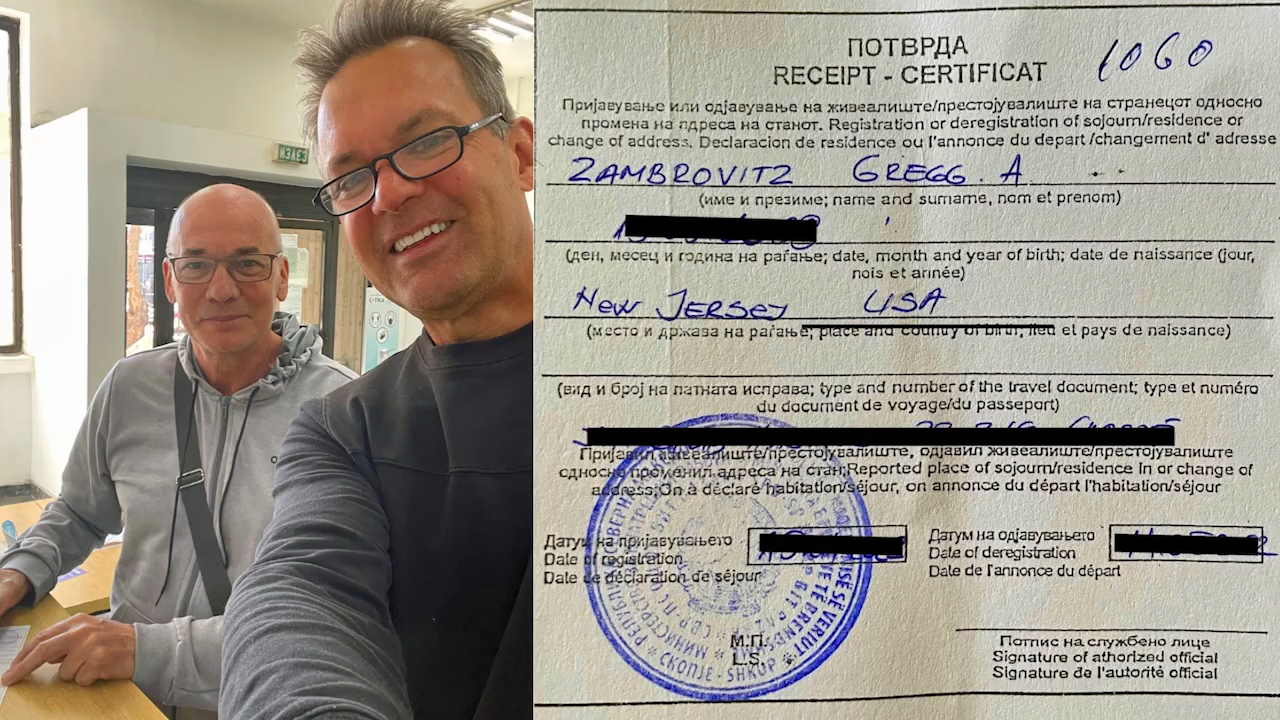 ИЗЛЕЗ
ПОТВРДА
RECEIPT - CERTIFICAT
1060
Пријавување или одјавување на живеалиште/престојувалиште на странецот односно
промена на адреса на станот. Registration or deregistration of sojourn/residence or
change of address. Declaracion de residence ou l'annonce du depart /changement d' adresse
ZAMBROVITZ GREGG. A
(име и презиме; name and surname, nom et prenom)
(ден, месец и година на раѓање; date, month and year of birth; date de naissance (jour,
nois et année)
NEW JERSEY USA
(место и држава на раѓање; place and country of birth; lieu et pays de naissance)
(вид и број на патната исправа; type and number of the travel document; type et numéro
du document de voyage/du passeport)
Пријавил живеалиште/престојувалиште, одјавил живеалиште/престојувалиште
односно променил адреса на стан;Reported place of sojourn/residence in or change of
address;On a déclaré habitation/séjour, on annonce du départ l'habitation/séjour
Датум на пријавувањето
Date of registration
Date de déclaration de séjour
Датум на одјавувањето
Date of deregistration
Date de l'annonce du départ
М.П.
L.S.
СКОПЈЕ - SHKUP
Потпис на службено лице
Signature of athorized official
Signature de l'autorité official